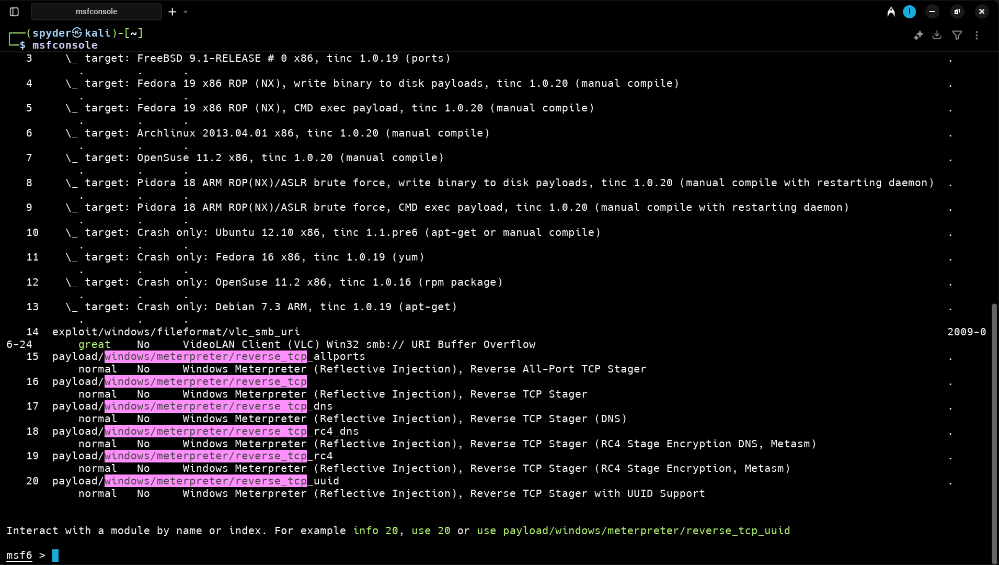 msfconsole
I
┌──(spyder㉿kali)-[~]
└─$ msfconsole
3     \_ target: FreeBSD 9.1-RELEASE # 0 x86, tinc 1.0.19 (ports)     .
.        .      .
4     \_ target: Fedora 19 x86 ROP (NX), write binary to disk payloads, tinc 1.0.20 (manual compile)     .
.        .      .
5     \_ target: Fedora 19 x86 ROP (NX), CMD exec payload, tinc 1.0.20 (manual compile)     .
.        .      .
6     \_ target: Archlinux 2013.04.01 x86, tinc 1.0.20 (manual compile)     .
.        .      .
7     \_ target: OpenSuse 11.2 x86, tinc 1.0.20 (manual compile)     .
.        .      .
8     \_ target: Pidora 18 ARM ROP(NX)/ASLR brute force, write binary to disk payloads, tinc 1.0.20 (manual compile with restarting daemon)  .
.        .      .
9     \_ target: Pidora 18 ARM ROP(NX)/ASLR brute force, CMD exec payload, tinc 1.0.20 (manual compile with restarting daemon)     .
.        .      .
10    \_ target: Crash only: Ubuntu 12.10 x86, tinc 1.1.pre6 (apt-get or manual compile)     .
.        .      .
11    \_ target: Crash only: Fedora 16 x86, tinc 1.0.19 (yum)     .
.        .      .
12    \_ target: Crash only: OpenSuse 11.2 x86, tinc 1.0.16 (rpm package)     .
.        .      .
13    \_ target: Crash only: Debian 7.3 ARM, tinc 1.0.19 (apt-get)     .
.        .      .
14  exploit/windows/fileformat/vlc_smb_uri     2009-0
6-24       great    No     VideoLAN Client (VLC) Win32 smb:// URI Buffer Overflow
15  payload/windows/meterpreter/reverse_tcp_allports     .
normal   No     Windows Meterpreter (Reflective Injection), Reverse All-Port TCP Stager
16  payload/windows/meterpreter/reverse_tcp     .
normal   No     Windows Meterpreter (Reflective Injection), Reverse TCP Stager
17  payload/windows/meterpreter/reverse_tcp_dns     .
normal   No     Windows Meterpreter (Reflective Injection), Reverse TCP Stager (DNS)
18  payload/windows/meterpreter/reverse_tcp_rc4_dns     .
normal   No     Windows Meterpreter (Reflective Injection), Reverse TCP Stager (RC4 Stage Encryption DNS, Metasm)
19  payload/windows/meterpreter/reverse_tcp_rc4     .
normal   No     Windows Meterpreter (Reflective Injection), Reverse TCP Stager (RC4 Stage Encryption, Metasm)
20  payload/windows/meterpreter/reverse_tcp_uuid     .
normal   No     Windows Meterpreter (Reflective Injection), Reverse TCP Stager with UUID Support
Interact with a module by name or index. For example info 20, use 20 or use payload/windows/meterpreter/reverse_tcp_uuid
msf6 >